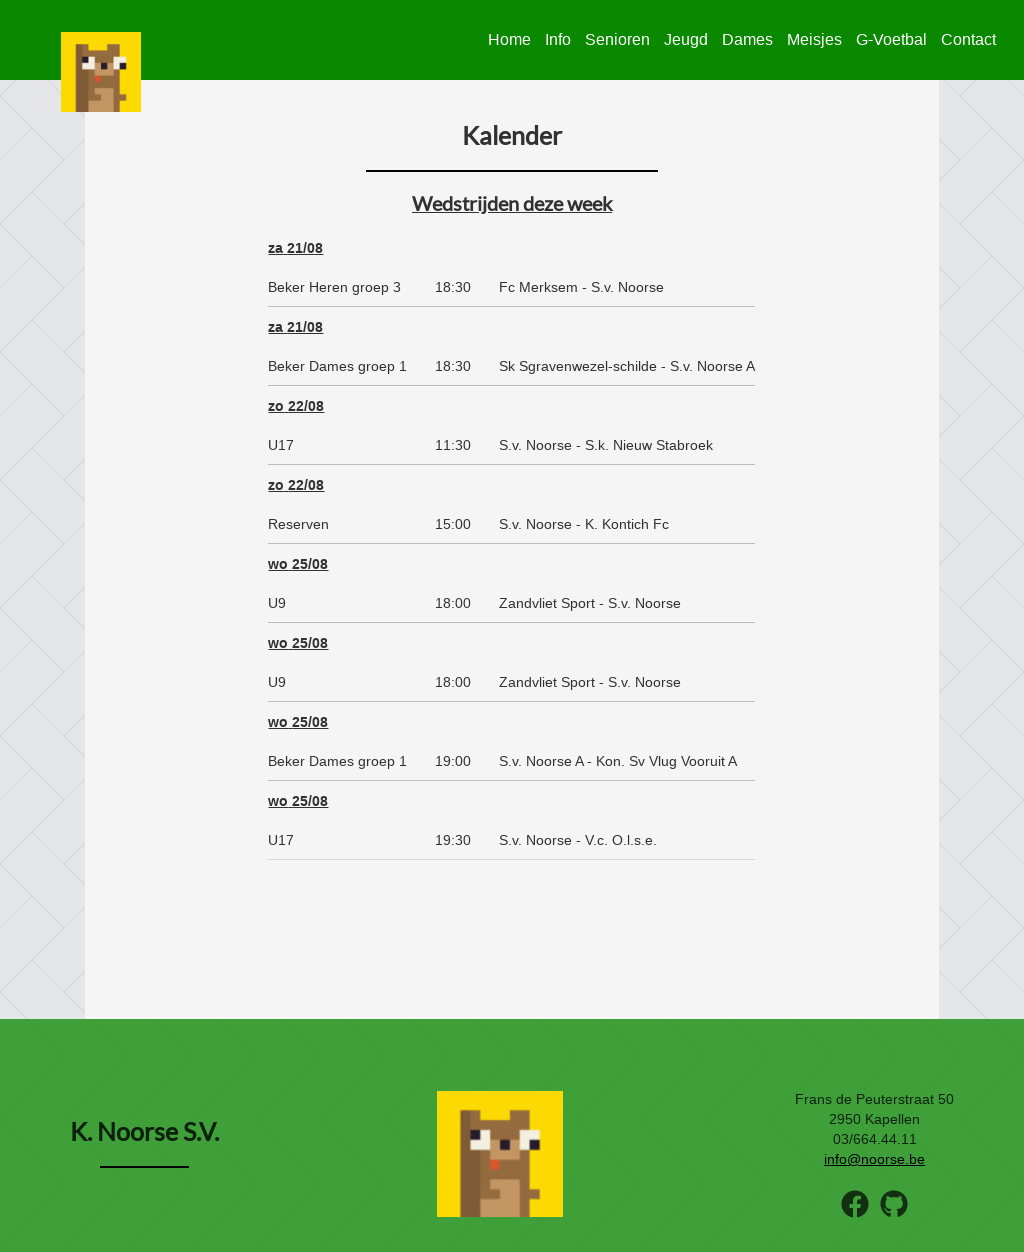 Home Info Senioren Jeugd Dames Meisjes G-Voetbal Contact
Kalender
Wedstrijden deze week
za 21/08
Beker Heren groep 3 18:30 Fc Merksem - S.v. Noorse
za 21/08
Beker Dames groep 1 18:30 Sk Sgravenwezel-schilde - S.v. Noorse A
zo 22/08
U17 11:30 S.v. Noorse - S.k. Nieuw Stabroek
zo 22/08
Reserven 15:00 S.v. Noorse - K. Kontich Fc
wo 25/08
U9 18:00 Zandvliet Sport - S.v. Noorse
wo 25/08
U9 18:00 Zandvliet Sport - S.v. Noorse
wo 25/08
Beker Dames groep 1 19:00 S.v. Noorse A - Kon. Sv Vlug Vooruit A
wo 25/08
U17 19:30 S.v. Noorse - V.c. O.l.s.e.
K. Noorse S.V.
Frans de Peuterstraat 50
2950 Kapellen
03/664.44.11
info@noorse.be